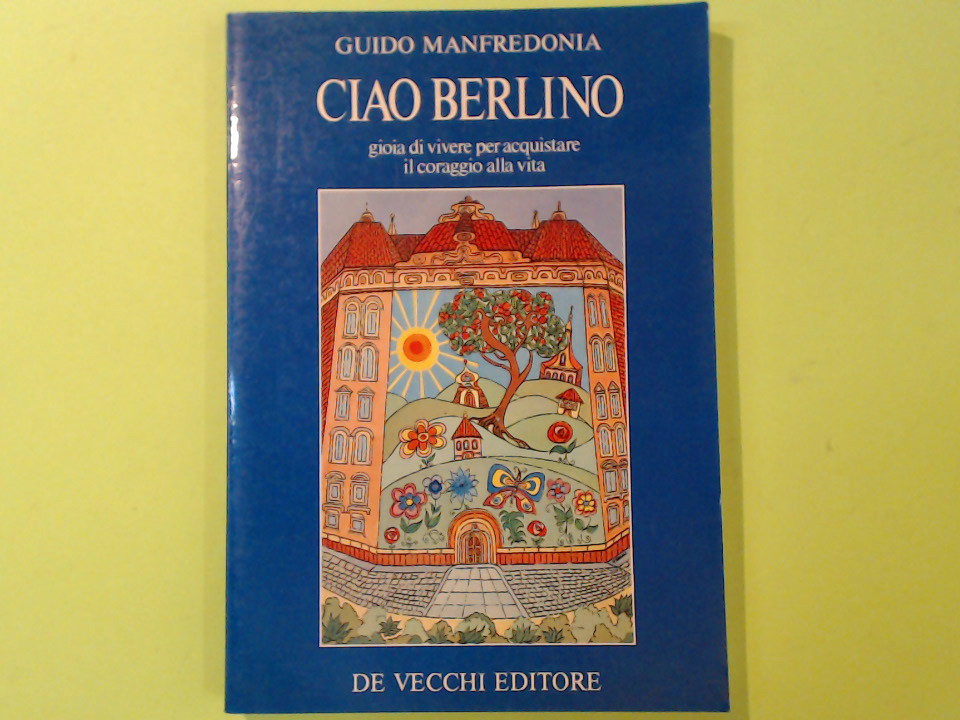 GUIDO MANFREDONIA
CIAO BERLINO
gioia di vivere per acquistare
il coraggio alla vita
DE VECCHI EDITORE